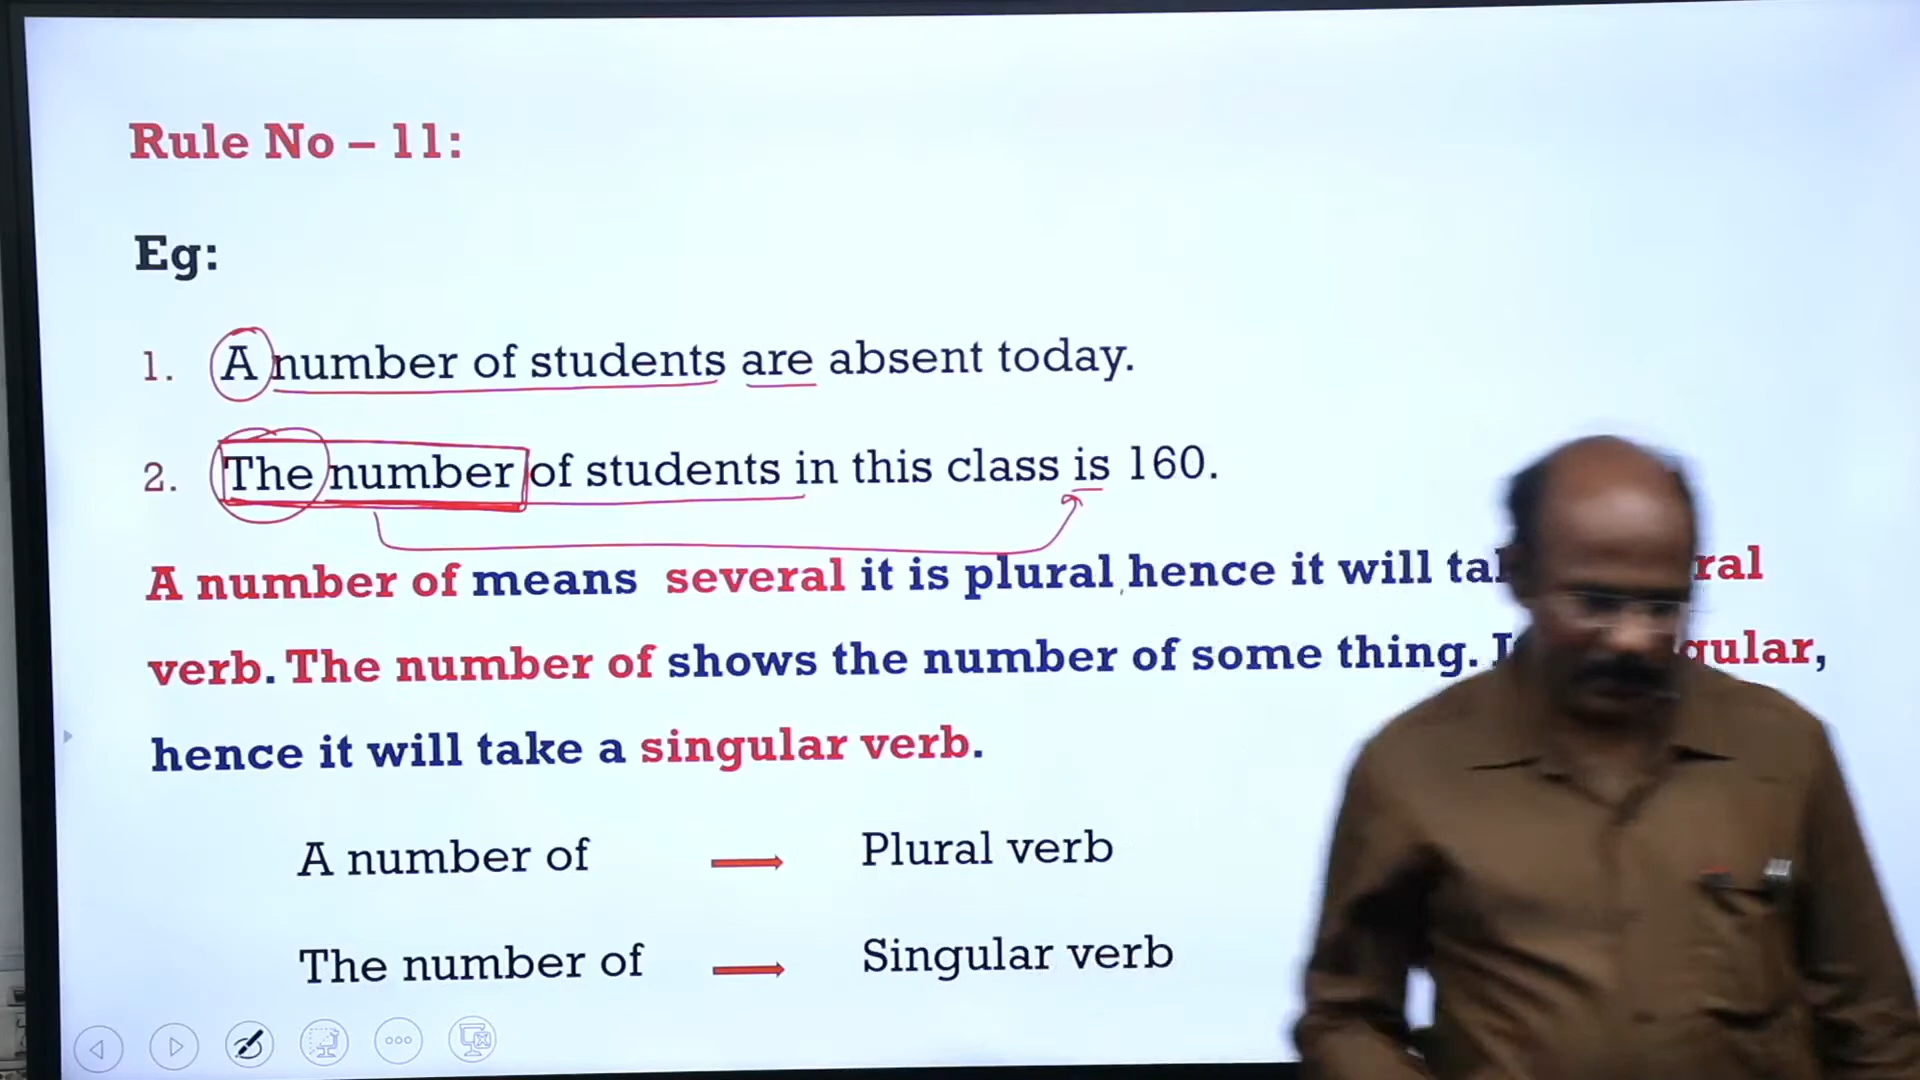 Rule No – 11:
Eg:
1. A number of students are absent today.
2. The number of students in this class is 160.
A number of means several it is plural hence it will
verb. The number of shows the number of some thing.
hence it will take a singular verb.
A number of → Plural verb
The number of → Singular verb